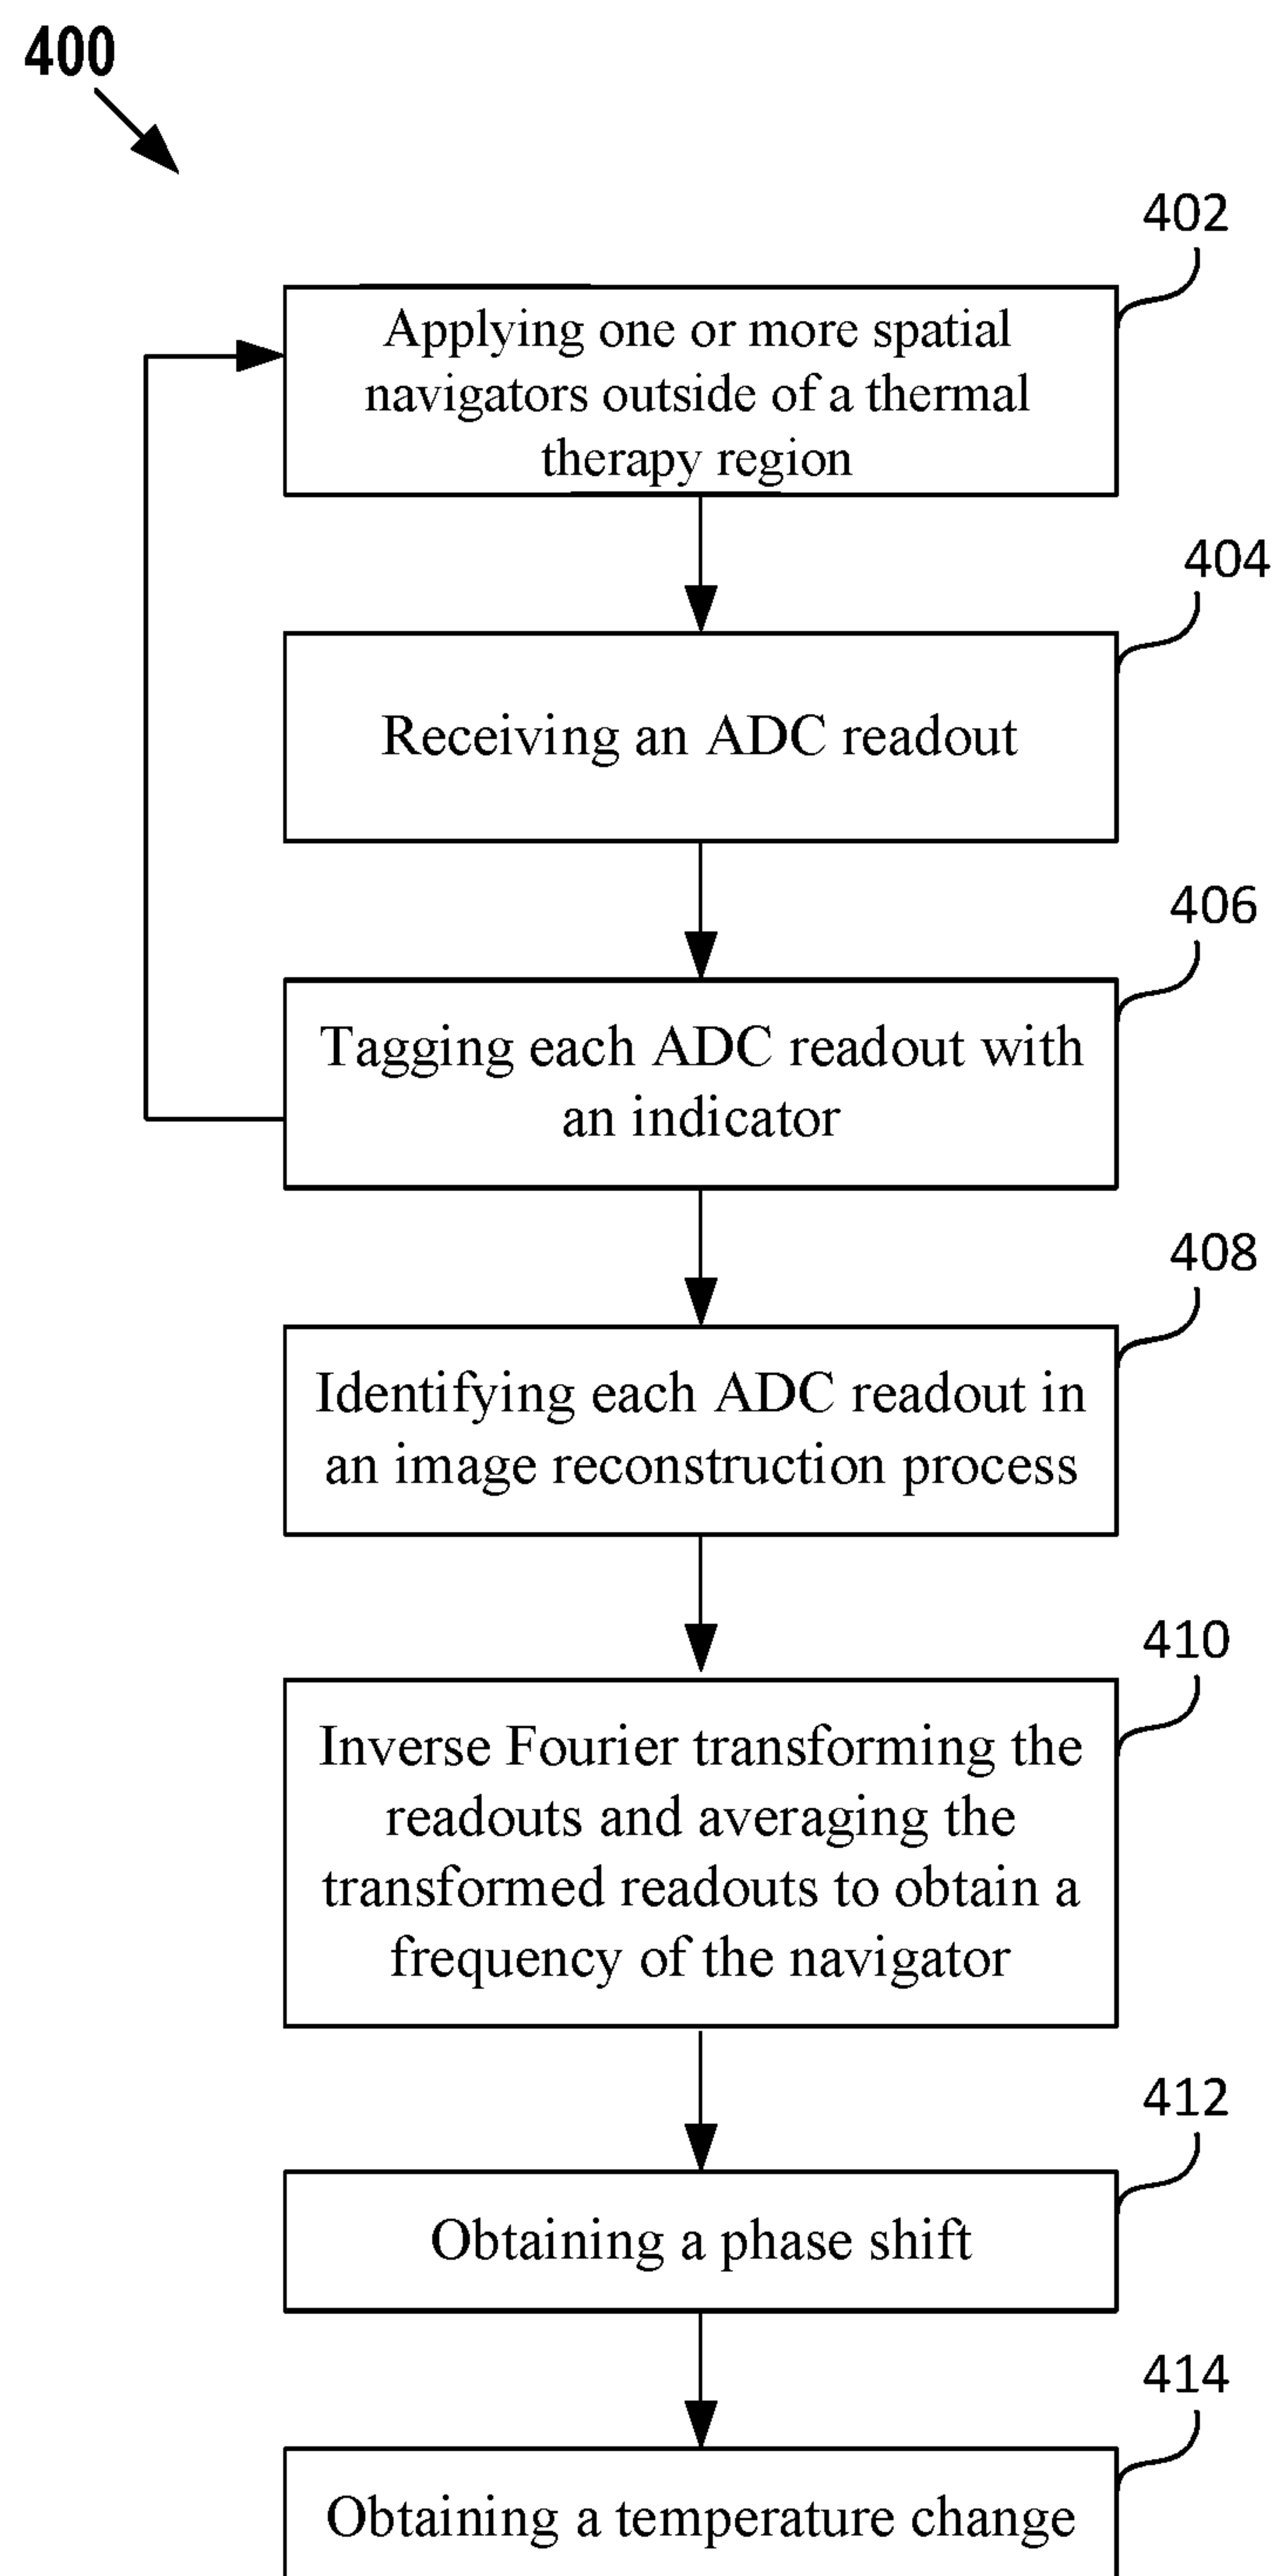 400
402
Applying one or more spatial
navigators outside of a thermal
therapy region
404
Receiving an ADC readout
406
Tagging each ADC readout with
an indicator
408
Identifying each ADC readout in
an image reconstruction process
410
Inverse Fourier transforming the
readouts and averaging the
transformed readouts to obtain a
frequency of the navigator
412
Obtaining a phase shift
414
Obtaining a temperature change